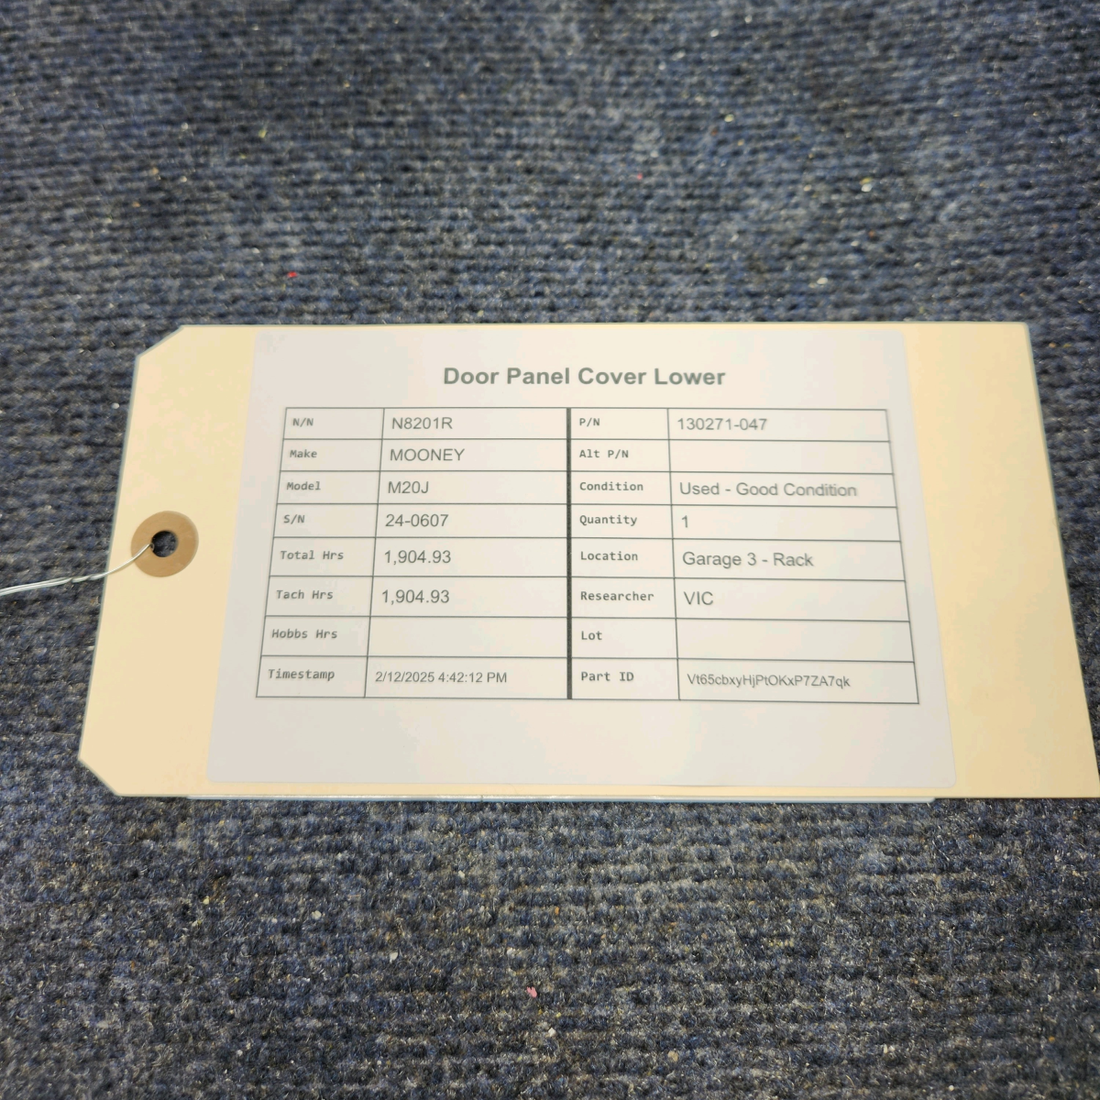 Door Panel Cover Lower
N/N N8201R P/N 130271-047
Make MOONEY Alt P/N
Model M20J Condition Used - Good Condition
S/N 24-0607 Quantity 1
Total Hrs 1,904.93 Location Garage 3 - Rack
Tach Hrs 1,904.93 Researcher VIC
Hobbs Hrs Lot
Timestamp 2/12/2025 4:42:12 PM Part ID Vt65cbxyHjPtOKxP7ZA7qk